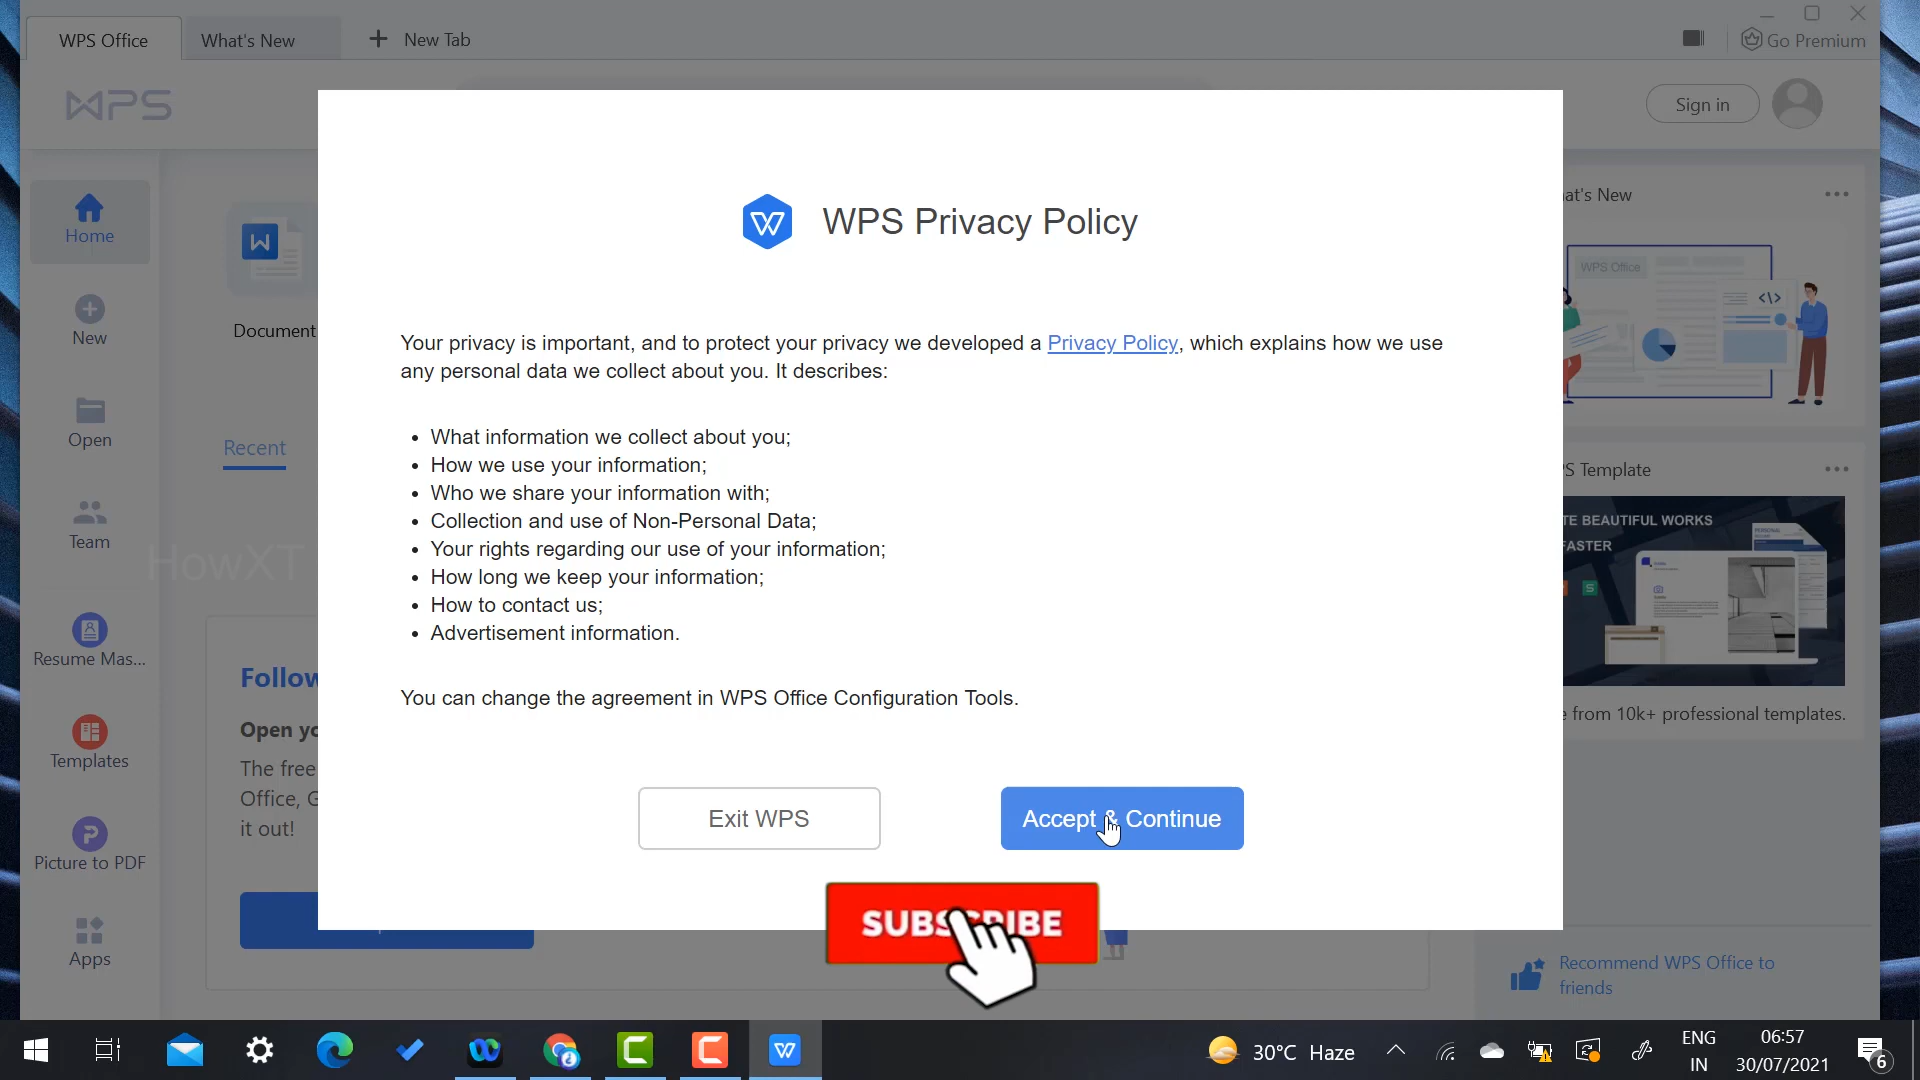 WPS Office
What's New
New Tab
Go Premium
WPS
Sign in
Home
New
Open
Team
Resume Mas...
Templates
Picture to PDF
Apps
Document
Recent
HowXT
Follow
Open yo
The free
Office, G
it out!
WPS Privacy Policy
Your privacy is important, and to protect your privacy we developed a Privacy Policy, which explains how we use
any personal data we collect about you. It describes:
• What information we collect about you;
• How we use your information;
• Who we share your information with;
• Collection and use of Non-Personal Data;
• Your rights regarding our use of your information;
• How long we keep your information;
• How to contact us;
• Advertisement information.
You can change the agreement in WPS Office Configuration Tools.
Exit WPS
Accept & Continue
SUBSCRIBE
at's New
WPS Office
</>
PS Template
TE BEAUTIFUL WORKS
FASTER
S
e from 10k+ professional templates.
Recommend WPS Office to
friends
30°C Haze
ENG
IN
06:57
30/07/2021
6